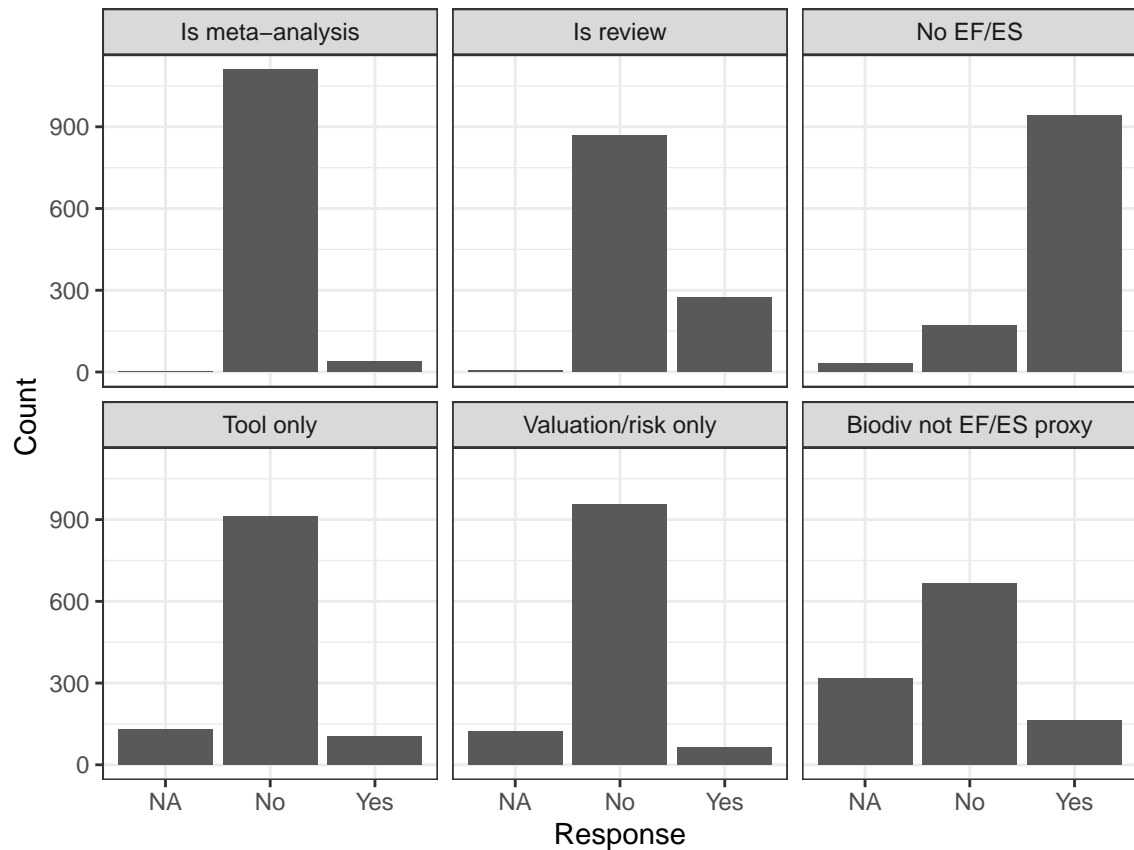 Is meta−analysis
Is review
No EF/ES
900
600
300
0
Tool only
Valuation/risk only
Biodiv not EF/ES proxy
900
600
300
0
NA No Yes
NA No Yes
NA No Yes
Response
Count